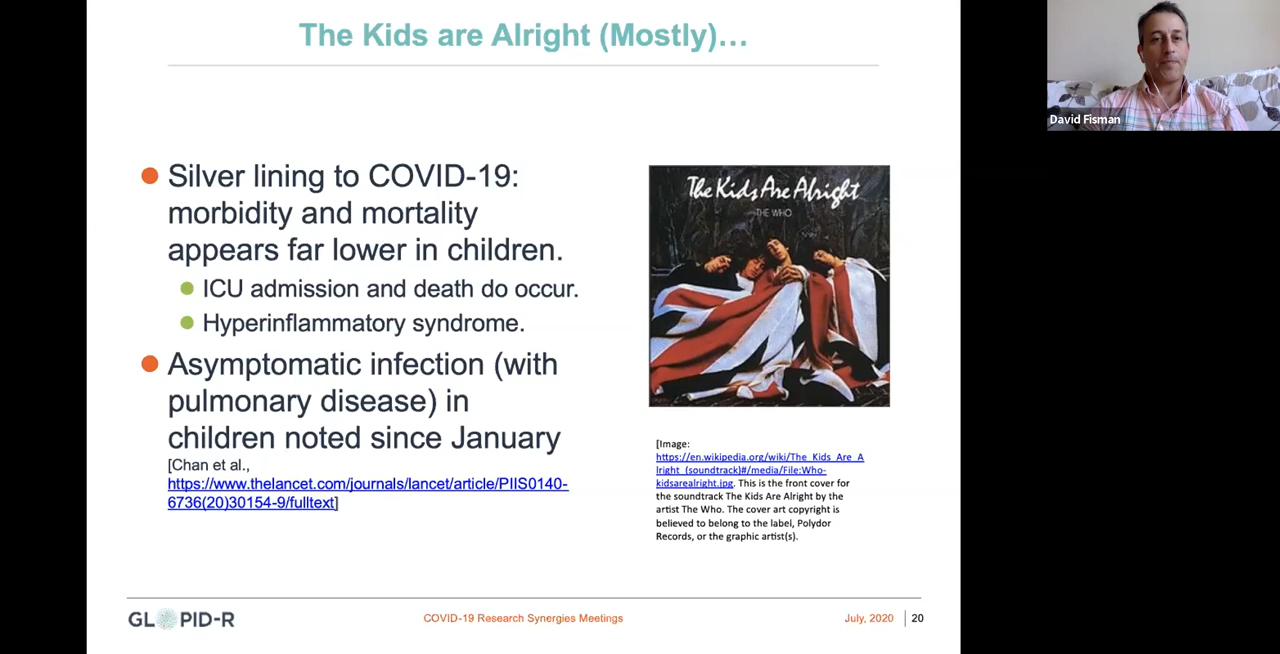 The Kids are Alright (Mostly)...
David Fisman
Silver lining to COVID-19:
morbidity and mortality
appears far lower in children.
ICU admission and death do occur.
Hyperinflammatory syndrome.
Asymptomatic infection (with
pulmonary disease) in
children noted since January
[Chan et al.,
https://www.thelancet.com/journals/lancet/article/PIIS0140-
6736(20)30154-9/fulltext]
The Kids Are Alright
THE WHO
[Image:
https://en.wikipedia.org/wiki/The_Kids_Are_A
lright_(soundtrack)#/media/File:Who-
kidsarealright.jpg. This is the front cover for
the soundtrack The Kids Are Alright by the
artist The Who. The cover art copyright is
believed to belong to the label, Polydor
Records, or the graphic artist(s).
GLOPID-R
COVID-19 Research Synergies Meetings
July, 2020
20